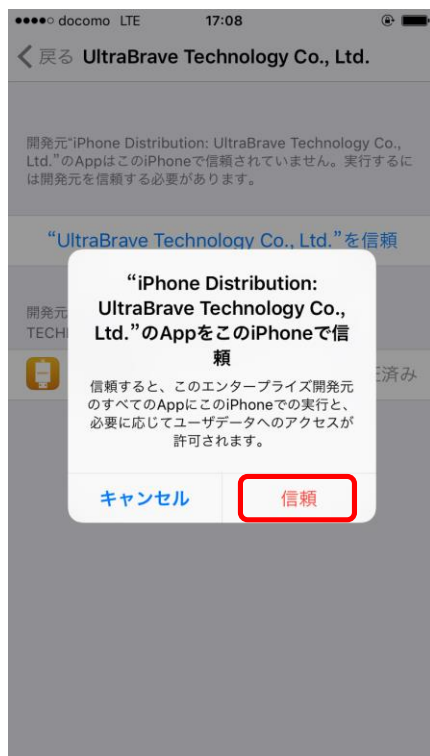 docomo LTE 17:08
戻る UltraBrave Technology Co., Ltd.
開発元“iPhone Distribution: UltraBrave Technology Co.,
Ltd.”のAppはこのiPhoneで信頼されていません。実行するに
は開発元を信頼する必要があります。
“UltraBrave Technology Co., Ltd.”を信頼
“iPhone Distribution:
UltraBrave Technology Co.,
Ltd.”のAppをこのiPhoneで信
頼
信頼すると、このエンタープライズ開発元
のすべてのAppにこのiPhoneでの実行と、
必要に応じてユーザデータへのアクセスが
許可されます。
開発元
TECH
済み
キャンセル 信頼